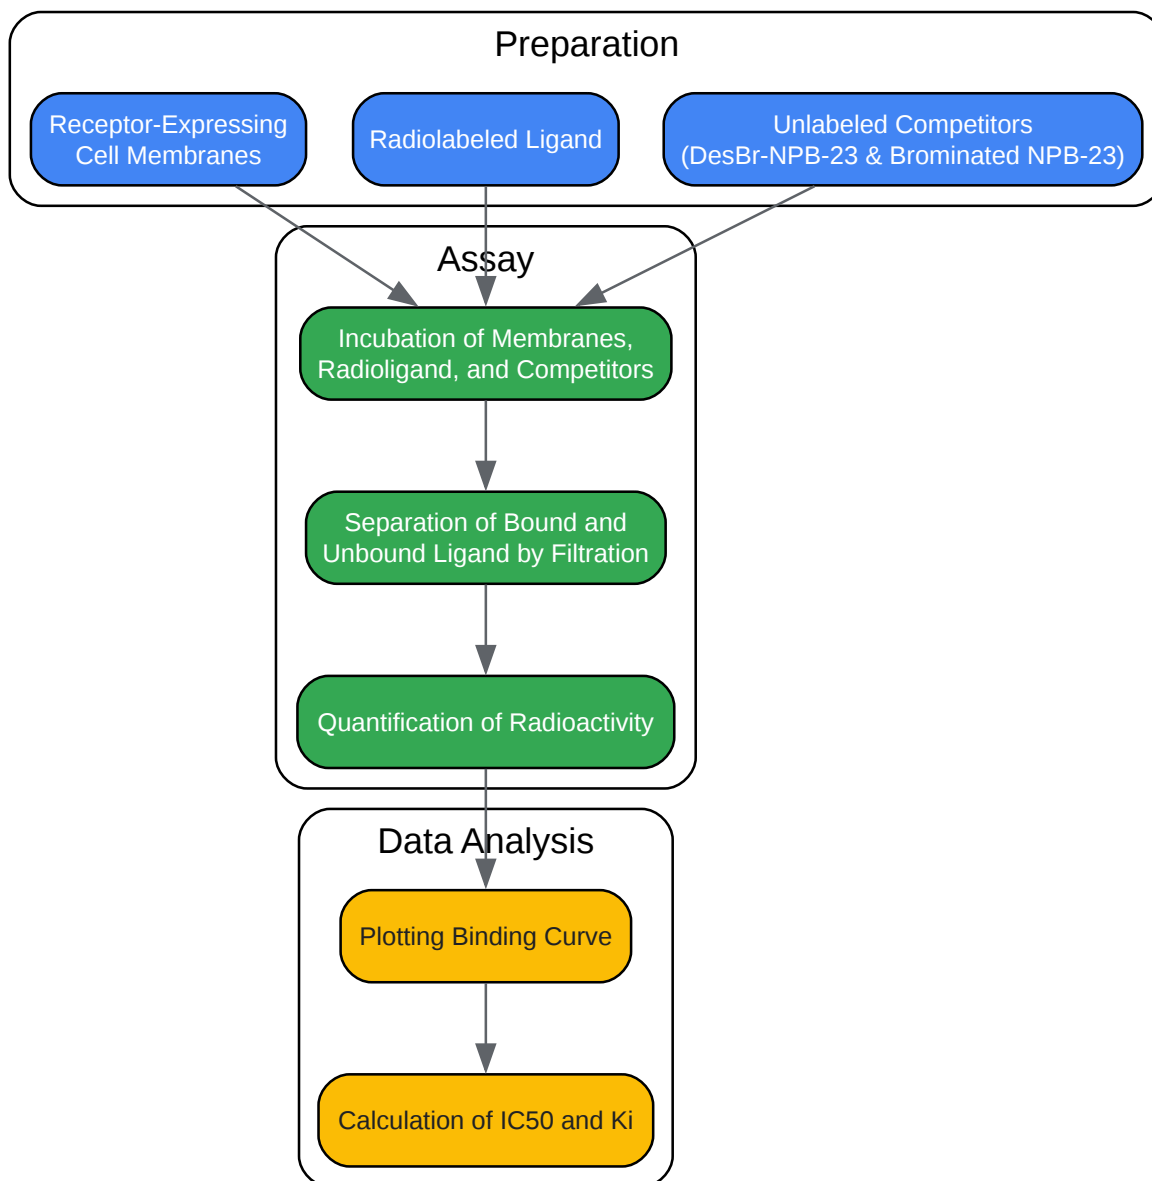 Preparation
Receptor-Expressing
Cell Membranes
Radiolabeled Ligand
Unlabeled Competitors
(DesBr-NPB-23 & Brominated NPB-23)
Assay
Incubation of Membranes,
Radioligand, and Competitors
Separation of Bound and
Unbound Ligand by Filtration
Quantification of Radioactivity
Data Analysis
Plotting Binding Curve
Calculation of IC50 and Ki